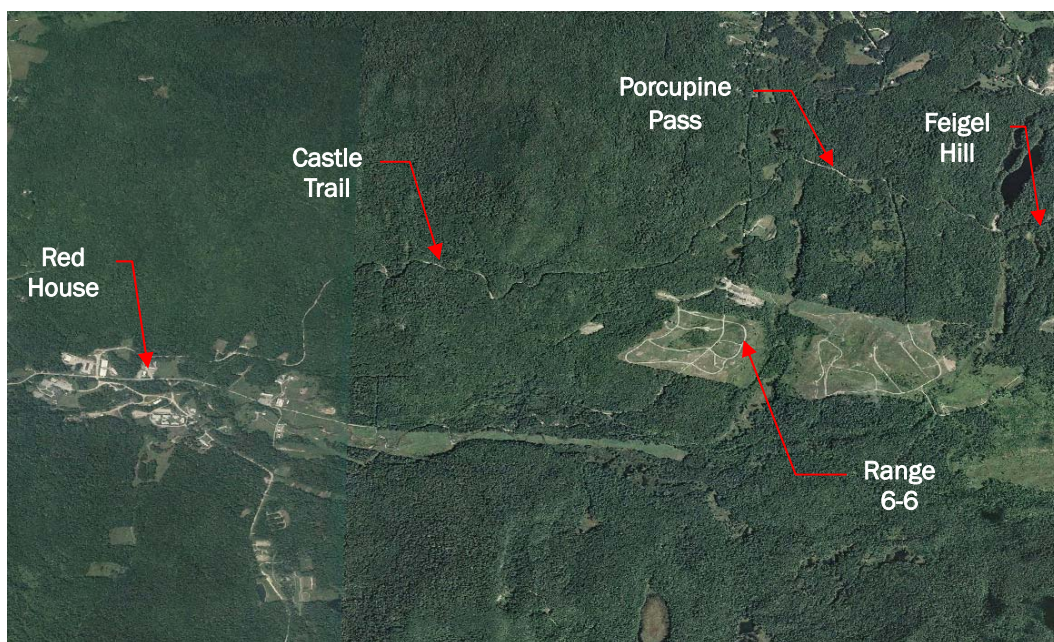 Porcupine
Pass
Feigel
Hill
Castle
Trail
Red
House
Range
6-6